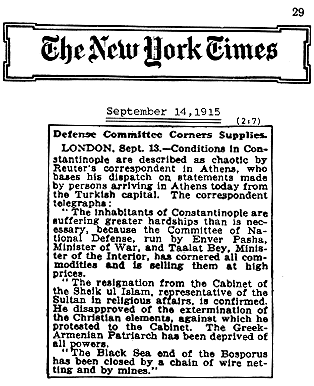 29
The New York Times
September 14,1915
(2:7)
Defense Committee Corners Supplies.
LONDON, Sept. 13.—Conditions in Con-
stantinople are described as chaotic by
Reuter's correspondent in Athens, who
bases his dispatch on statements made
by persons arriving in Athens today from
the Turkish capital. The correspondent
telegraphs:
"The inhabitants of Constantinople are
suffering greater hardships than is nec-
essary, because the Committee of Na-
tional Defense, run by Enver Pasha,
Minister of War, and Taalat Bey, Minis-
ter of the Interior, has cornered all com-
modities and is selling them at high
prices.
"The resignation from the Cabinet of
the Sheik ul Islam, representative of the
Sultan in religious affairs, is confirmed.
He disapproved of the extermination of
the Christian elements, against which he
protested to the Cabinet. The Greek-
Armenian Patriarch has been deprived of
all powers.
"The Black Sea end of the Bosporus
has been closed by a chain of wire net-
ting and by mines."